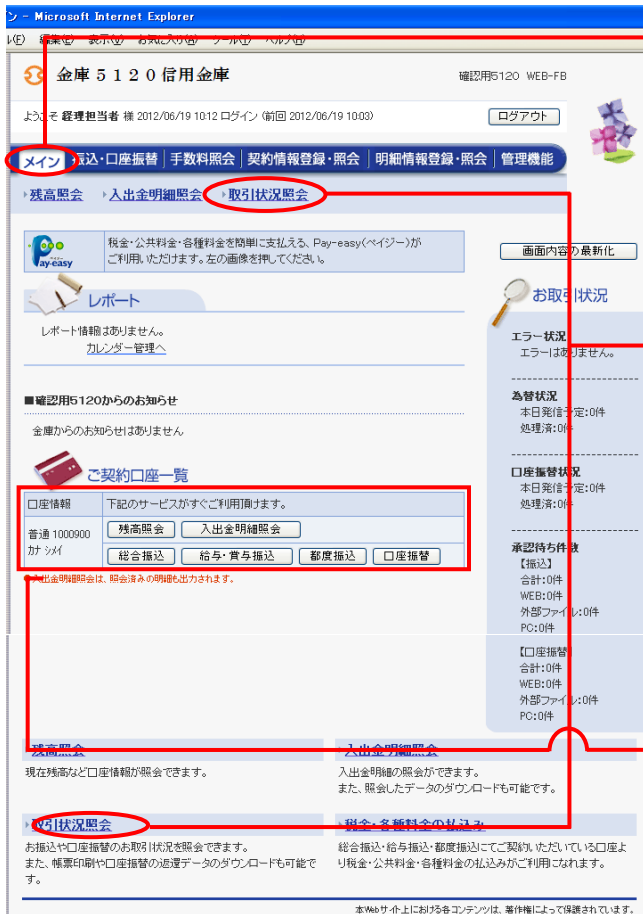 ン - Microsoft Internet Explorer
ル(F) 編集(E) 表示(V) お気に入り(A) ツール(T) ヘルプ(H)
金庫５１２０信用金庫
確認用5120 WEB-FB
ようこそ 経理担当者 様 2012/06/19 10:12 ログイン (前回 2012/06/19 10:03)
ログアウト
メイン 振込・口座振替 手数料照会 契約情報登録・照会 明細情報登録・照会 管理機能
残高照会 入出金明細照会 取引状況照会
Pay-easy
税金・公共料金・各種料金を簡単に支払える、Pay-easy(ペイジー)が
ご利用いただけます。左の画像を押してください。
画面内容の最新化
レポート
レポート情報はありません。
カレンダー管理へ
■確認用5120からのお知らせ
金庫からのお知らせはありません
ご契約口座一覧
口座情報 下記のサービスがすぐご利用頂けます。
普通 1000900
カナ シメイ
残高照会 入出金明細照会
総合振込 給与・賞与振込 都度振込 口座振替
●入出金明細照会は、照会済みの明細も出力されます。
お取引状況
エラー状況
エラーはありません。
為替状況
本日発信予定:0件
処理済:0件
口座振替状況
本日発信予定:0件
処理済:0件
承認待ち件数
【振込】
合計:0件
WEB:0件
外部ファイル:0件
PC:0件
【口座振替】
合計:0件
WEB:0件
外部ファイル:0件
PC:0件
残高照会
現在残高など口座情報が照会できます。
入出金明細照会
入出金明細の照会ができます。
また、照会したデータのダウンロードも可能です。
取引状況照会
お振込や口座振替のお取引状況を照会できます。
また、帳票印刷や口座振替の返還データのダウンロードも可能で
す。
税金・各種料金の払込み
総合振込・給与振込・都度振込にてご契約いただいている口座よ
り税金・公共料金・各種料金の払込みがご利用になれます。
本Webサイト上における各コンテンツは、著作権によって保護されています。